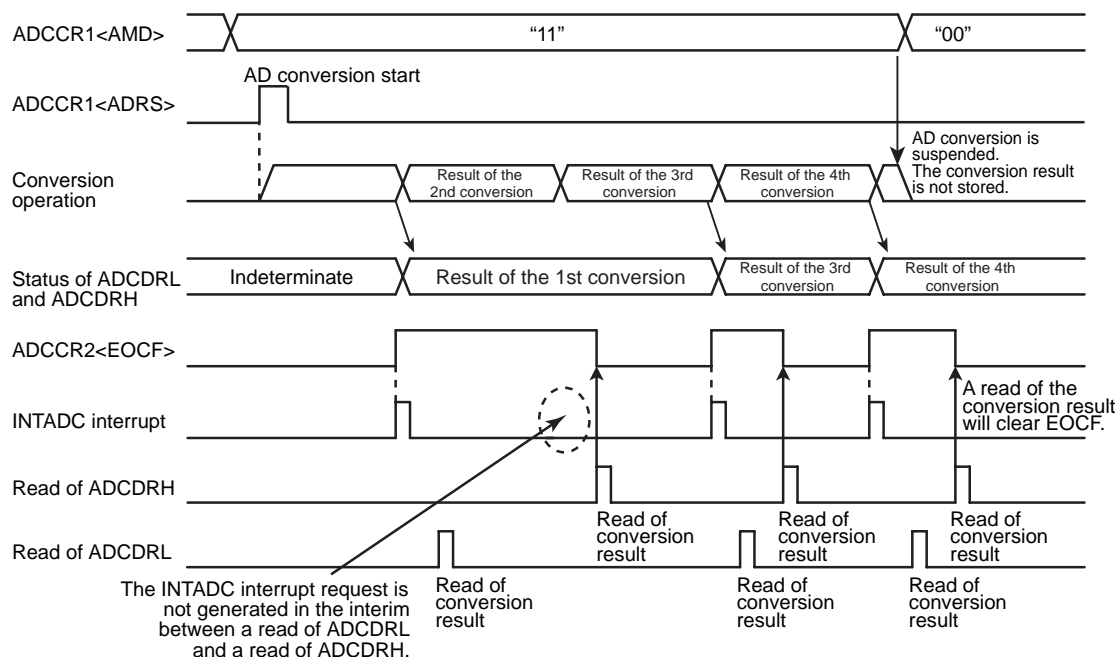 ADCCR1<AMD>
“11”
“00”
AD conversion start
ADCCR1<ADRS>
AD conversion is
suspended.
The conversion result
is not stored.
Conversion
operation
Result of the
2nd conversion
Result of the 3rd
conversion
Result of the 4th
conversion
Status of ADCDRL
and ADCDRH
Indeterminate
Result of the 1st conversion
Result of the 3rd
conversion
Result of the 4th
conversion
ADCCR2<EOCF>
A read of the
conversion result
will clear EOCF.
INTADC interrupt
Read of ADCDRH
Read of
conversion
result
Read of
conversion
result
Read of
conversion
result
Read of ADCDRL
The INTADC interrupt request is
not generated in the interim
between a read of ADCDRL
and a read of ADCDRH.
Read of
conversion
result
Read of
conversion
result
Read of
conversion
result